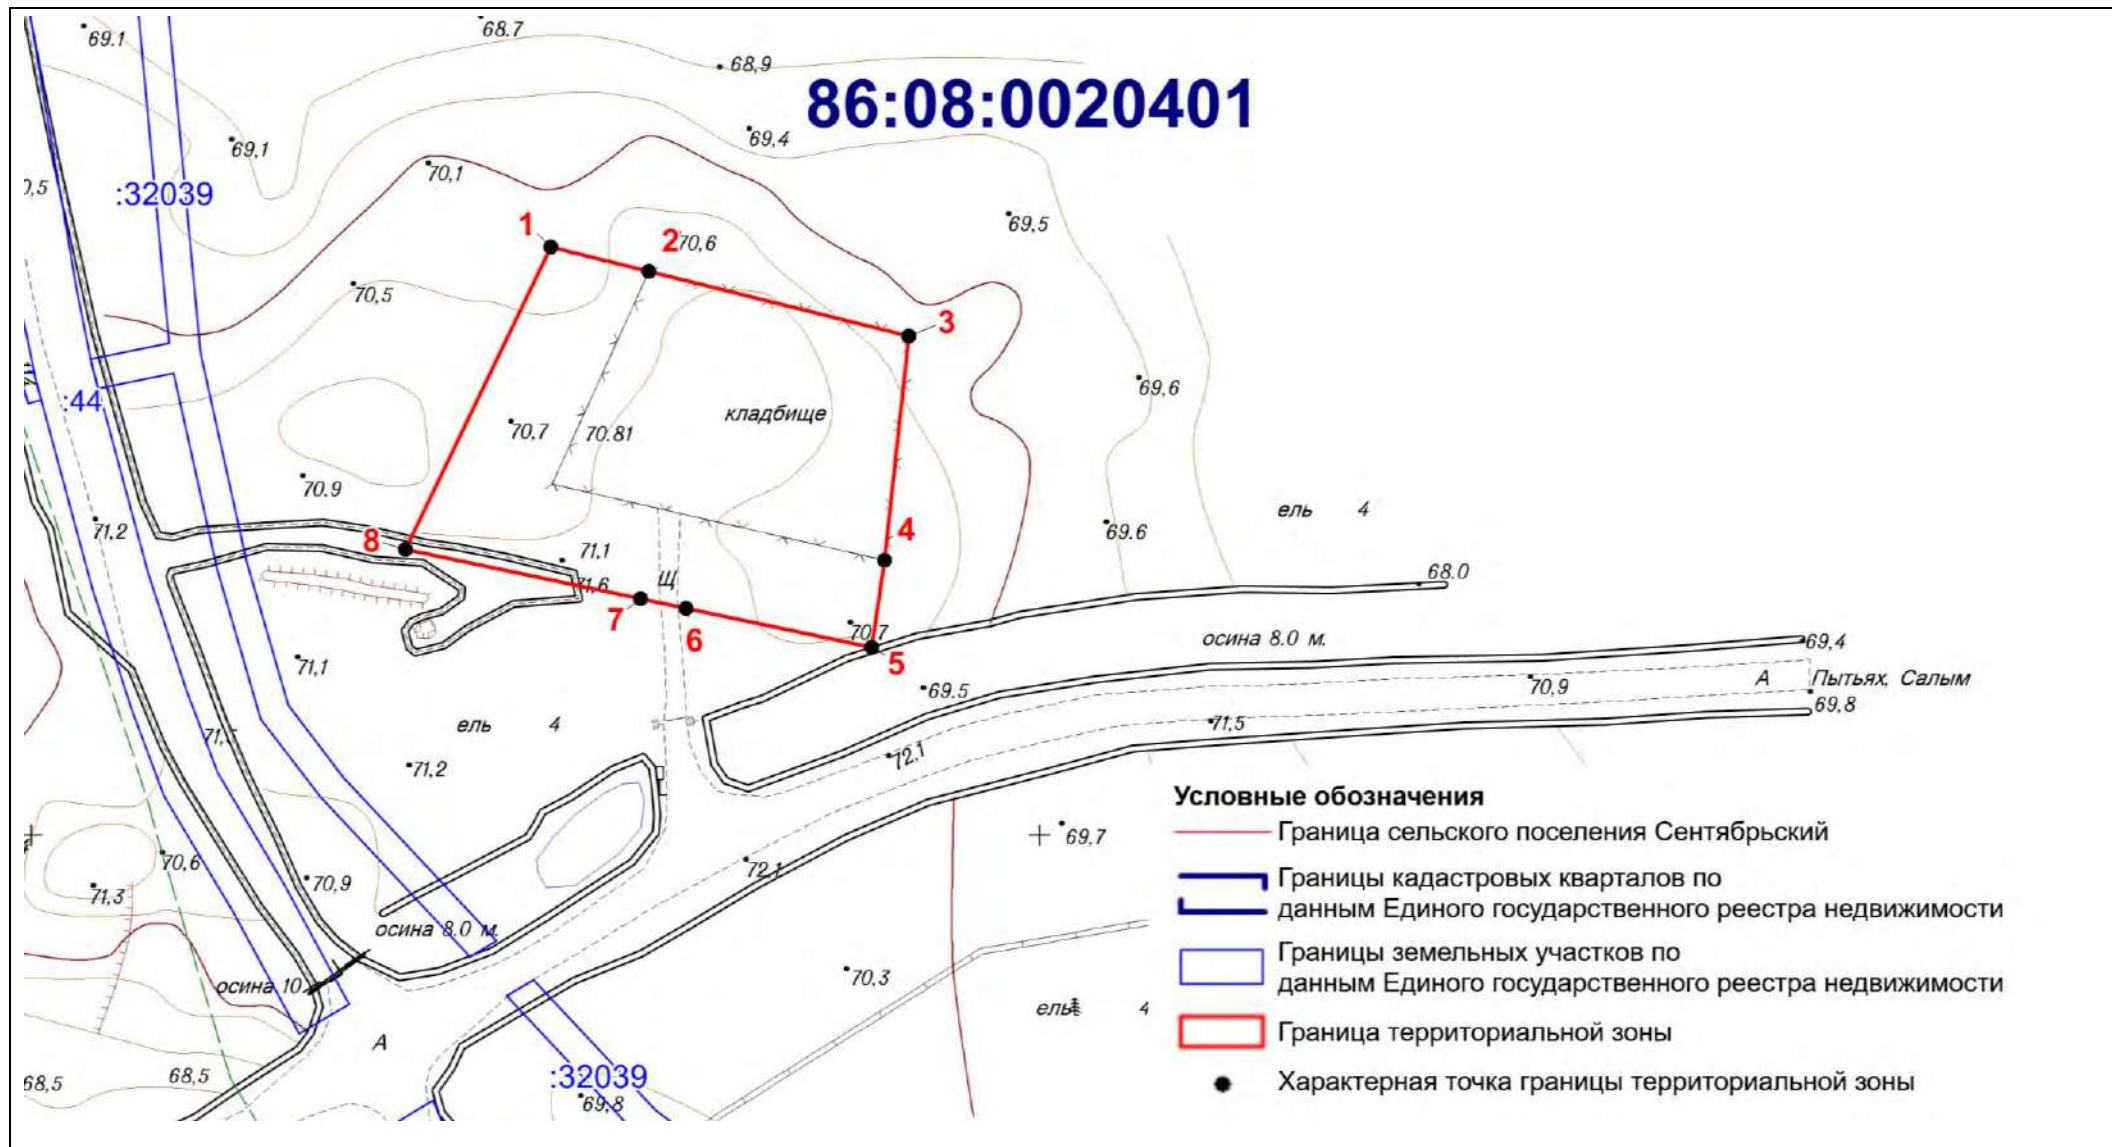 69.1
68.7
68,9
86:08:0020401
69,4
69,1
70,1
:32039
69,5
1
2
70,6
70,5
3
69,6
:44
кладбище
70,7
70.81
70.9
ель 4
71,2
69.6
4
8
71,1
71,6
Щ
68.0
7
6
70,7
осина 8.0 м.
69,4
5
71,1
69.5
70,9
А
Пытьях, Салым
69,8
ель 4
71,5
72,1
71,2
Условные обозначения
Граница сельского поселения Сентябрьский
69,7
70,6
72,1
Границы кадастровых кварталов по
данным Единого государственного реестра недвижимости
71,3
70,9
осина 8.0 м.
Границы земельных участков по
данным Единого государственного реестра недвижимости
70,3
осина 10
ель 4
Граница территориальной зоны
А
68,5
68,5
:32039
Характерная точка границы территориальной зоны
69,8